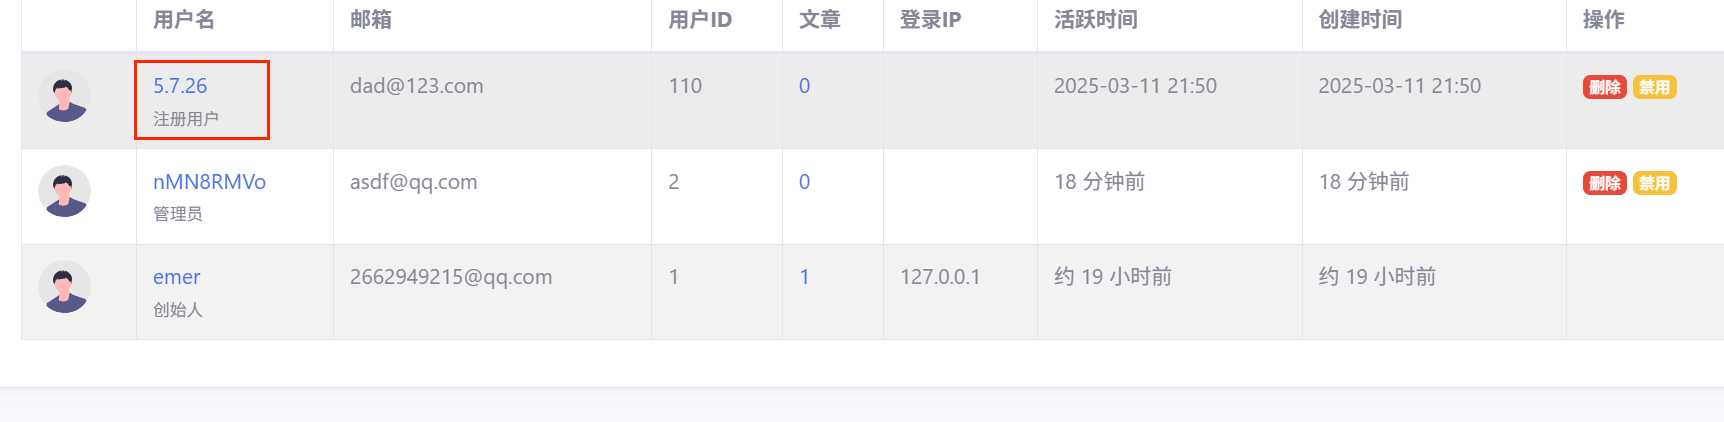 用户名 邮箱 用户ID 文章 登录IP 活跃时间 创建时间 操作
5.7.26 dad@123.com 110 0 2025-03-11 21:50 2025-03-11 21:50 删除 禁用
注册用户
nMN8RMVo asdf@qq.com 2 0 18 分钟前 18 分钟前 删除 禁用
管理员
emer 2662949215@qq.com 1 1 127.0.0.1 约 19 小时前 约 19 小时前
创始人